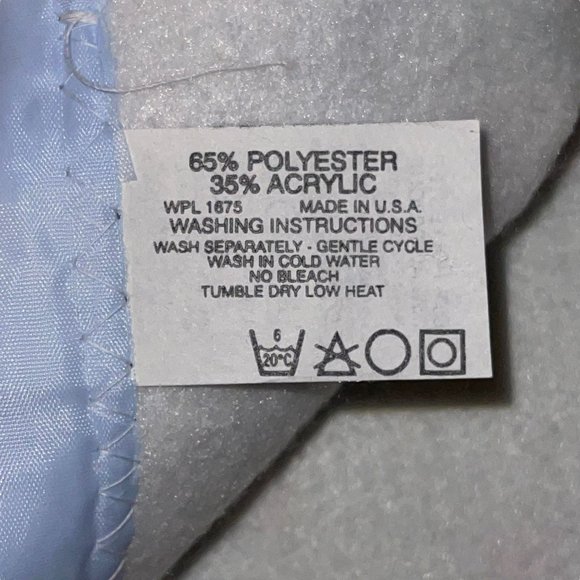 65% POLYESTER
35% ACRYLIC
WPL 1675 MADE IN U.S.A.
WASHING INSTRUCTIONS
WASH SEPARATELY - GENTLE CYCLE
WASH IN COLD WATER
NO BLEACH
TUMBLE DRY LOW HEAT
6
20°C